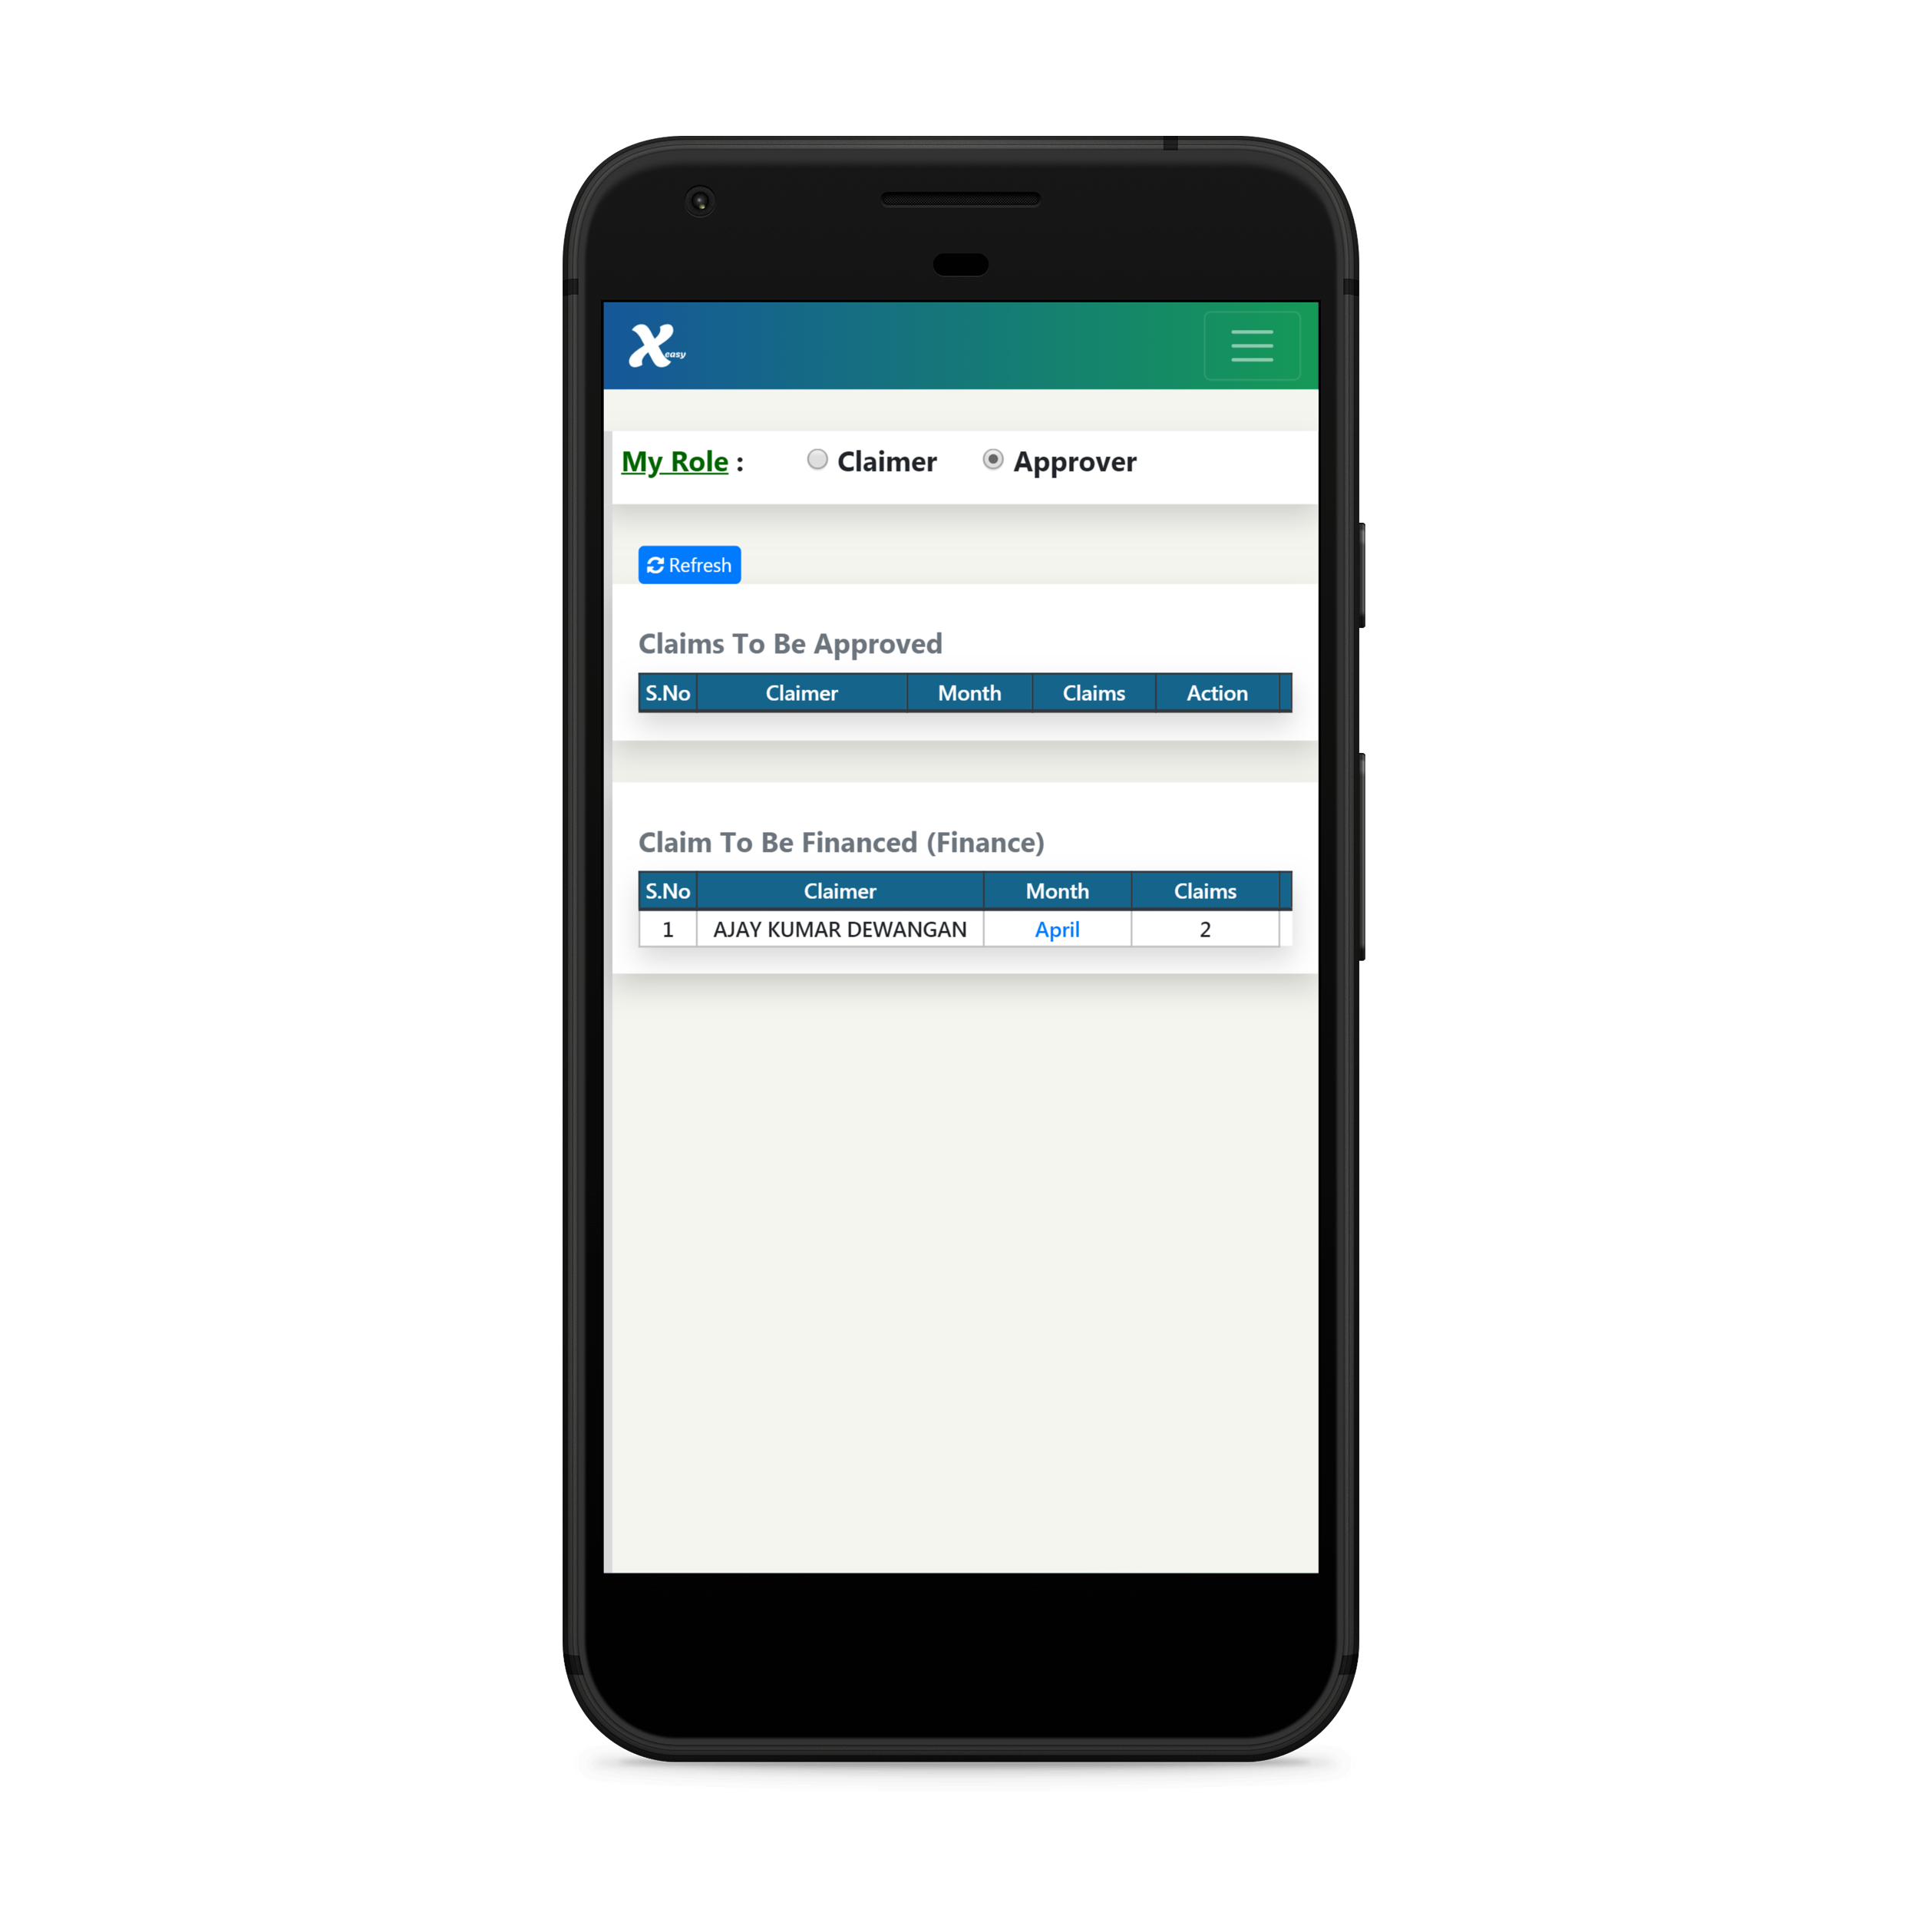 X easy
My Role : Claimer Approver
Refresh
Claims To Be Approved
S.No Claimer Month Claims Action
Claim To Be Financed (Finance)
S.No Claimer Month Claims
1 AJAY KUMAR DEWANGAN April 2